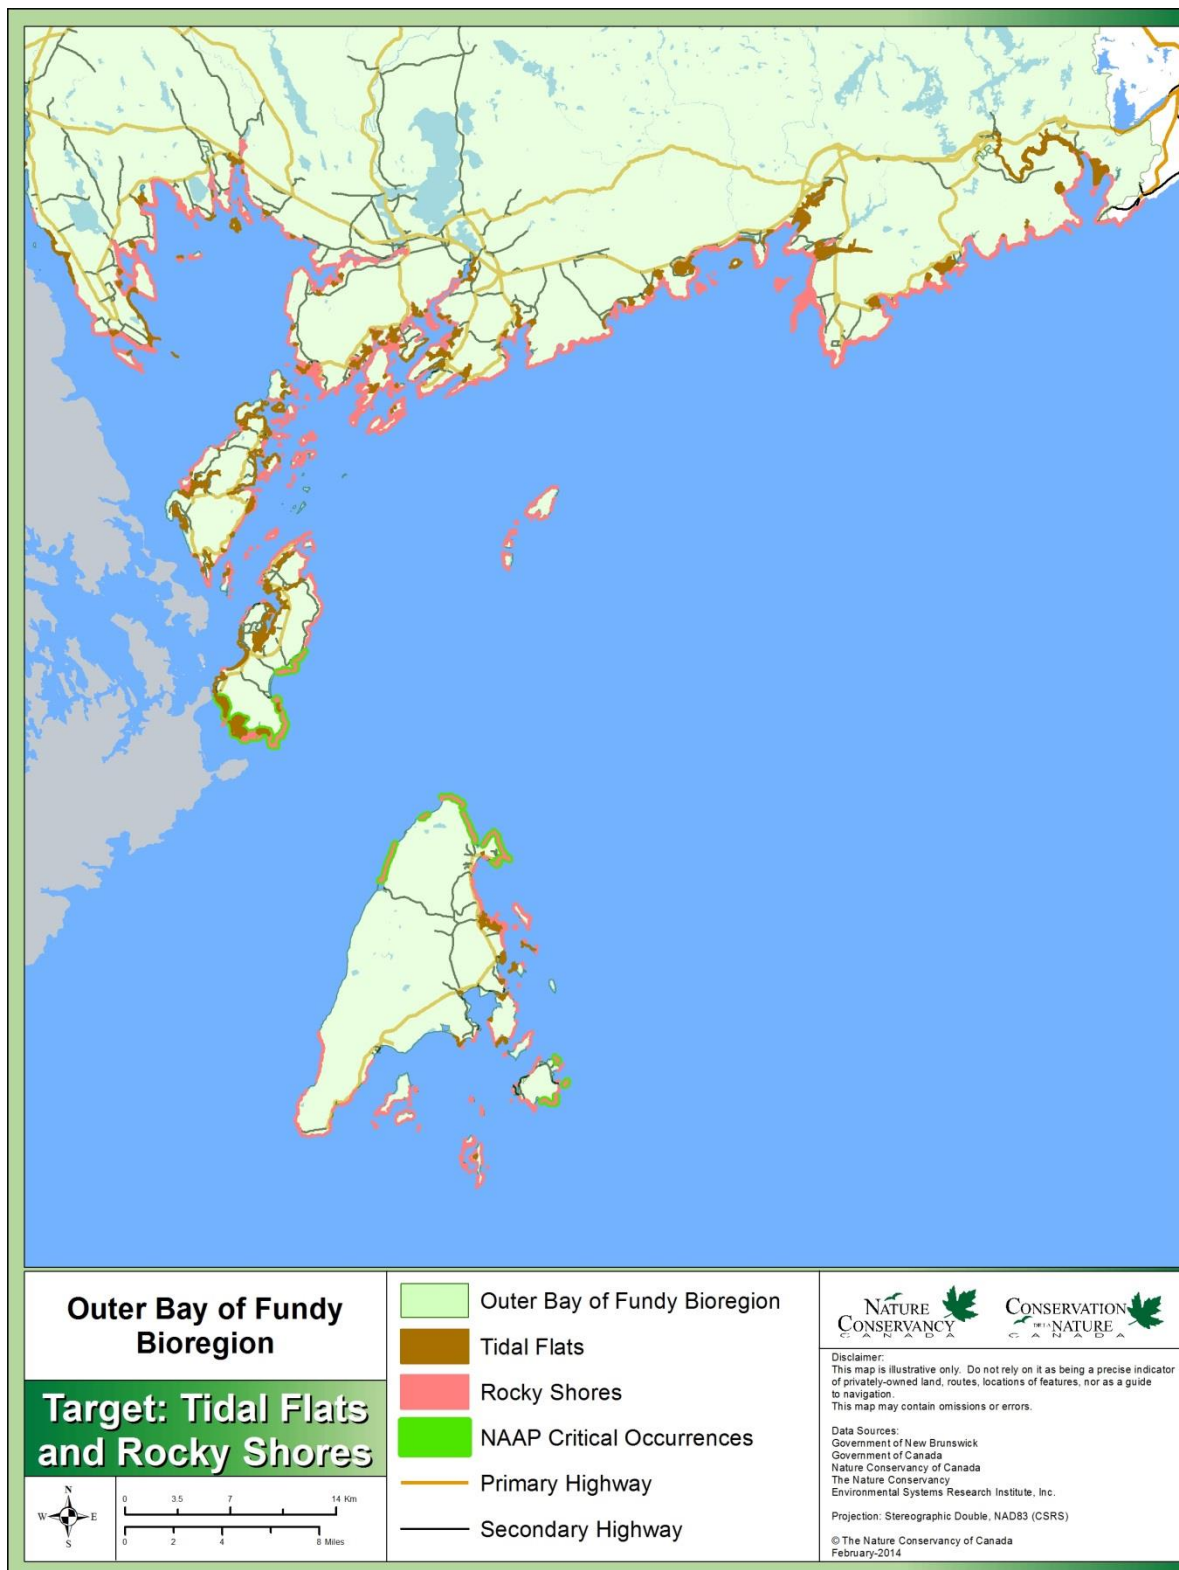 Outer Bay of Fundy
Bioregion
Target: Tidal Flats
and Rocky Shores
N
W
E
S
0 3.5 7 14 Km
0 2 4 8 Miles
Outer Bay of Fundy Bioregion
Tidal Flats
Rocky Shores
NAAP Critical Occurrences
Primary Highway
Secondary Highway
NATURE
CONSERVANCY
CANADA
CONSERVATION
DE LA NATURE
CANADA
Disclaimer:
This map is illustrative only. Do not rely on it as being a precise indicator
of privately-owned land, routes, locations of features, nor as a guide
to navigation.
This map may contain omissions or errors.
Data Sources:
Government of New Brunswick
Government of Canada
Nature Conservancy of Canada
The Nature Conservancy
Environmental Systems Research Institute, Inc.
Projection: Stereographic Double, NAD83 (CSRS)
© The Nature Conservancy of Canada
February-2014